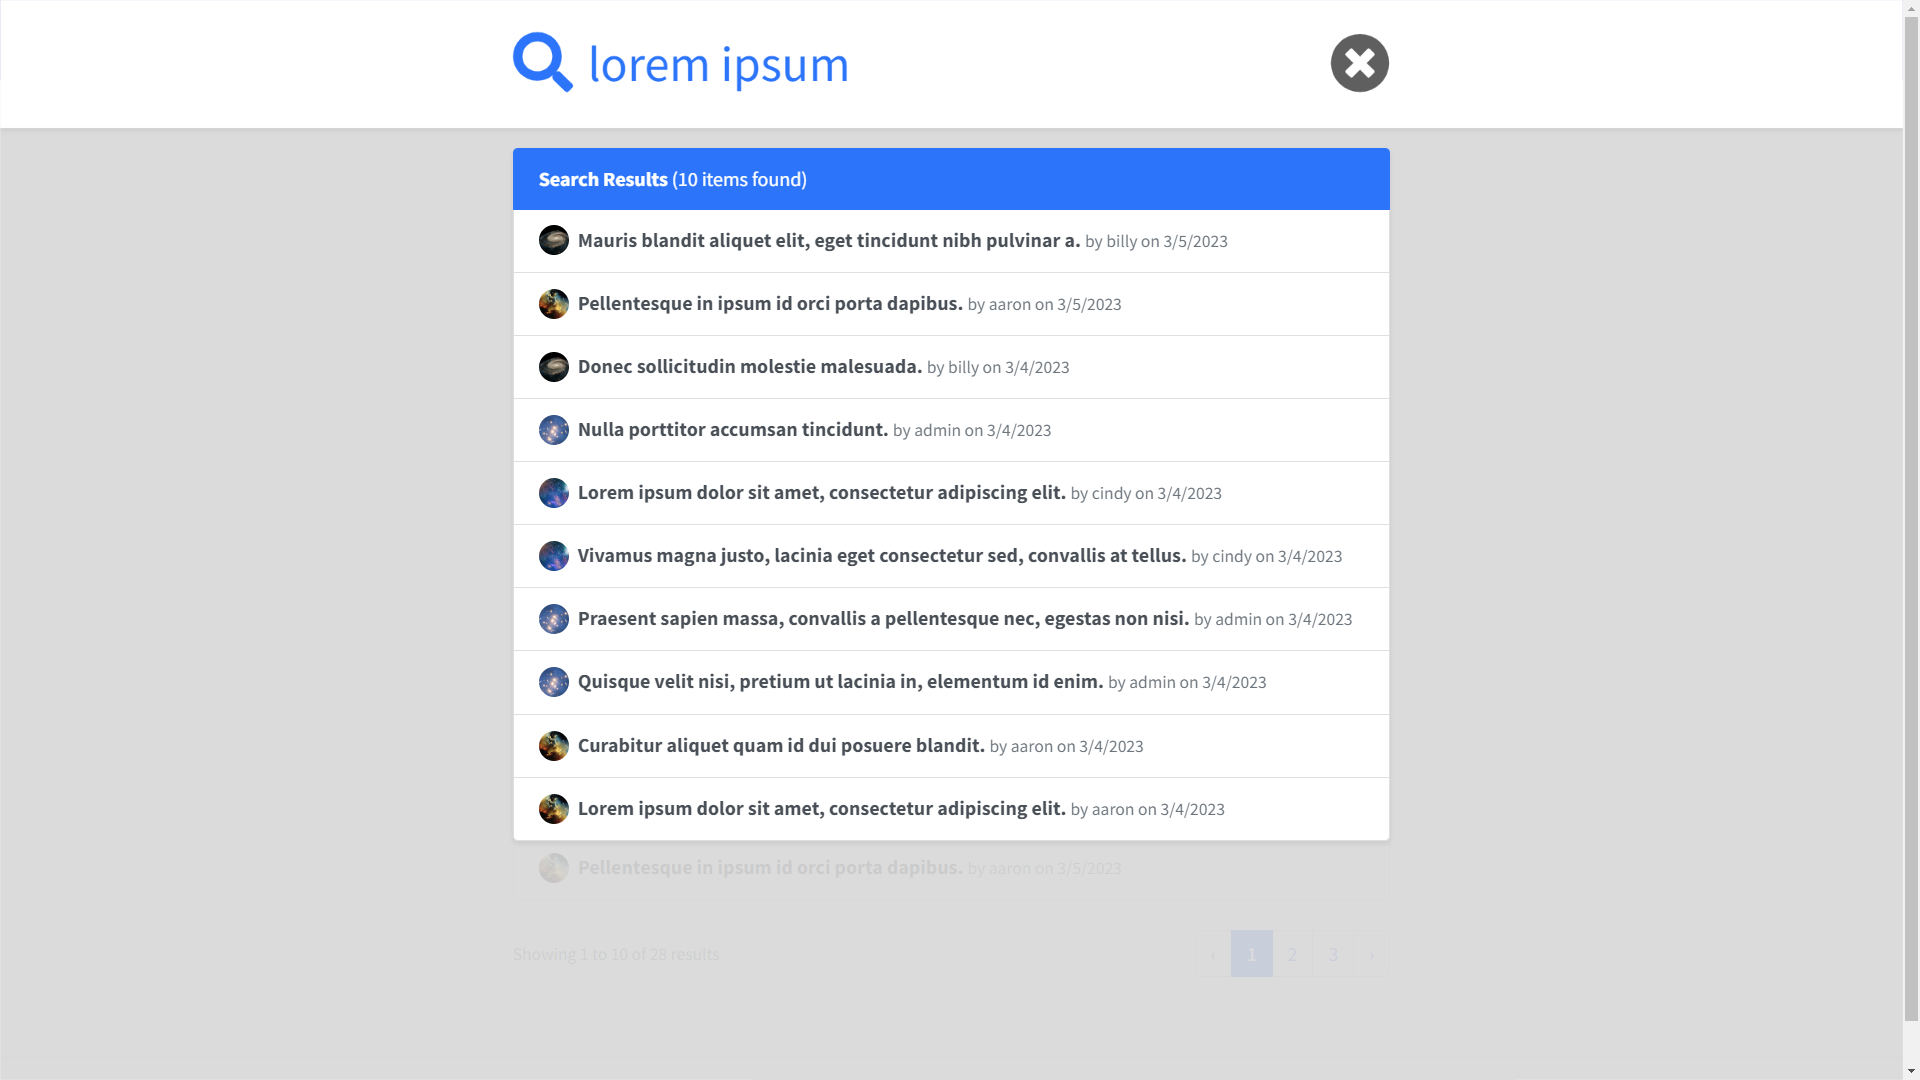 lorem ipsum
Search Results (10 items found)
Mauris blandit aliquet elit, eget tincidunt nibh pulvinar a. by billy on 3/5/2023
Pellentesque in ipsum id orci porta dapibus. by aaron on 3/5/2023
Donec sollicitudin molestie malesuada. by billy on 3/4/2023
Nulla porttitor accumsan tincidunt. by admin on 3/4/2023
Lorem ipsum dolor sit amet, consectetur adipiscing elit. by cindy on 3/4/2023
Vivamus magna justo, lacinia eget consectetur sed, convallis at tellus. by cindy on 3/4/2023
Praesent sapien massa, convallis a pellentesque nec, egestas non nisi. by admin on 3/4/2023
Quisque velit nisi, pretium ut lacinia in, elementum id enim. by admin on 3/4/2023
Curabitur aliquet quam id dui posuere blandit. by aaron on 3/4/2023
Lorem ipsum dolor sit amet, consectetur adipiscing elit. by aaron on 3/4/2023
Pellentesque in ipsum id orci porta dapibus. by aaron on 3/5/2023
Showing 1 to 10 of 28 results ‹ 1 2 3 ›